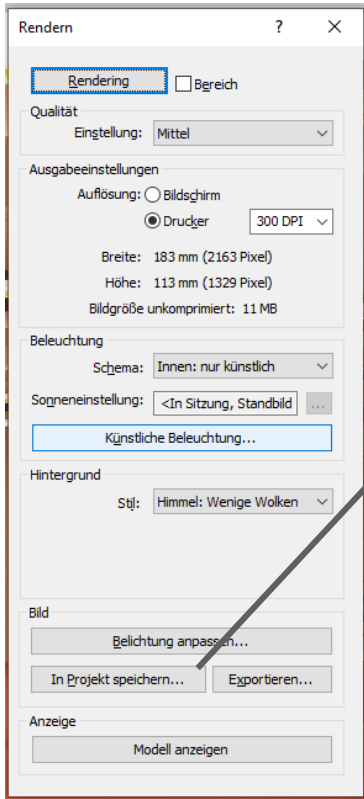 Rendern ? ×
Rendering Bereich
Qualität
Einstellung: Mittel
Ausgabeeinstellungen
Auflösung: Bildschirm
Drucker 300 DPI
Breite: 183 mm (2163 Pixel)
Höhe: 113 mm (1329 Pixel)
Bildgröße unkomprimiert: 11 MB
Beleuchtung
Schema: Innen: nur künstlich
Sonneneinstellung: <In Sitzung, Standbild ...
Künstliche Beleuchtung...
Hintergrund
Stil: Himmel: Wenige Wolken
Bild
Belichtung anpassen...
In Projekt speichern... Exportieren...
Anzeige
Modell anzeigen